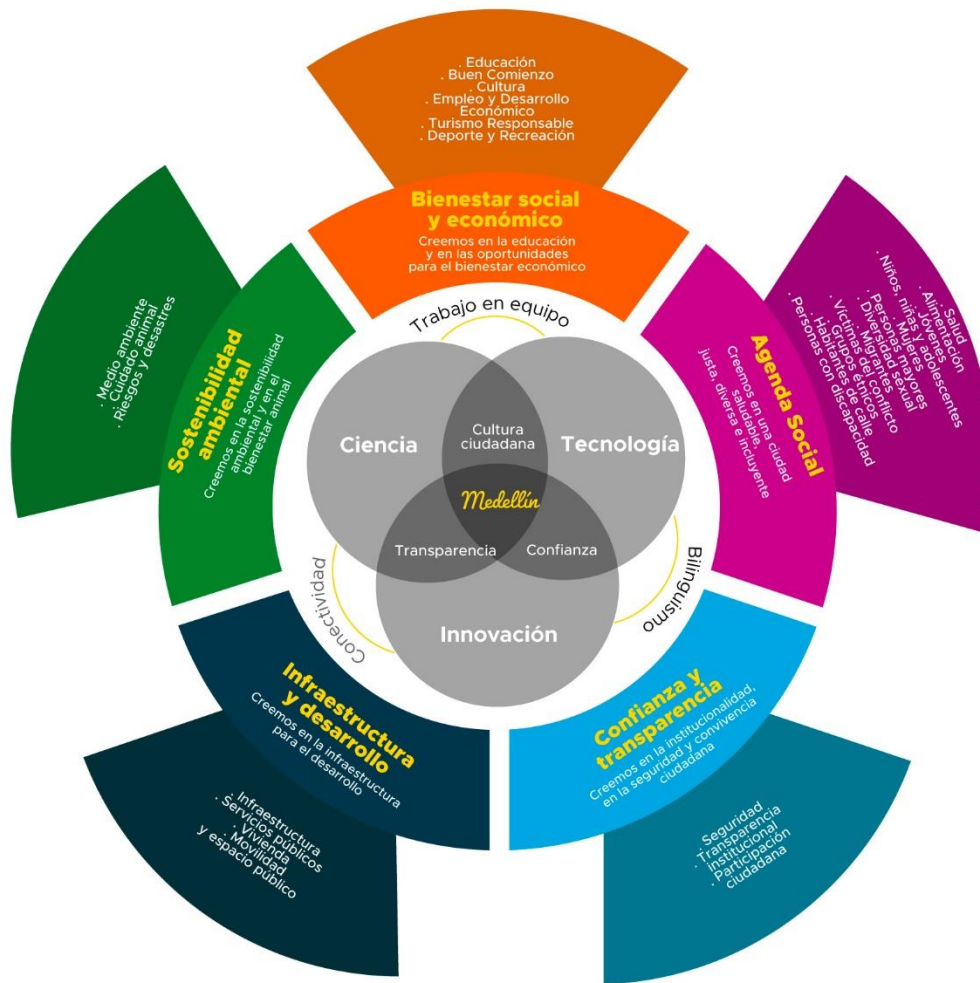 . Educación
. Buen Comienzo
. Cultura
. Empleo y Desarrollo
Económico
. Turismo Responsable
. Deporte y Recreación
Bienestar social
y económico
Creemos en la educación
y en las oportunidades
para el bienestar económico
. Salud
. Alimentación
. Niños, niñas y adolescentes
. Jóvenes
. Mujeres
. Diversidad sexual
. Personas mayores
. Migrantes
. Víctimas del conflicto
. Grupos étnicos
. Habitantes de calle
. Personas con discapacidad
Agenda Social
Creemos en una ciudad
saludable,
justa, diversa e incluyente
Confianza y
transparencia
Creemos en la institucionalidad,
en la seguridad y convivencia
ciudadana
. Seguridad
. Transparencia
institucional
. Participación
ciudadana
Infraestructura
y desarrollo
Creemos en la infraestructura
para el desarrollo
. Infraestructura
. Servicios públicos
. Vivienda
. Movilidad
y espacio público
Sostenibilidad
ambiental
Creemos en la sostenibilidad
ambiental y en el
bienestar animal
. Medio ambiente
. Cuidado animal
. Riesgos y desastres
Trabajo en equipo
Ciencia
Cultura
ciudadana
Tecnología
Medellín
Transparencia
Confianza
Innovación
Conectividad
Bilinguismo